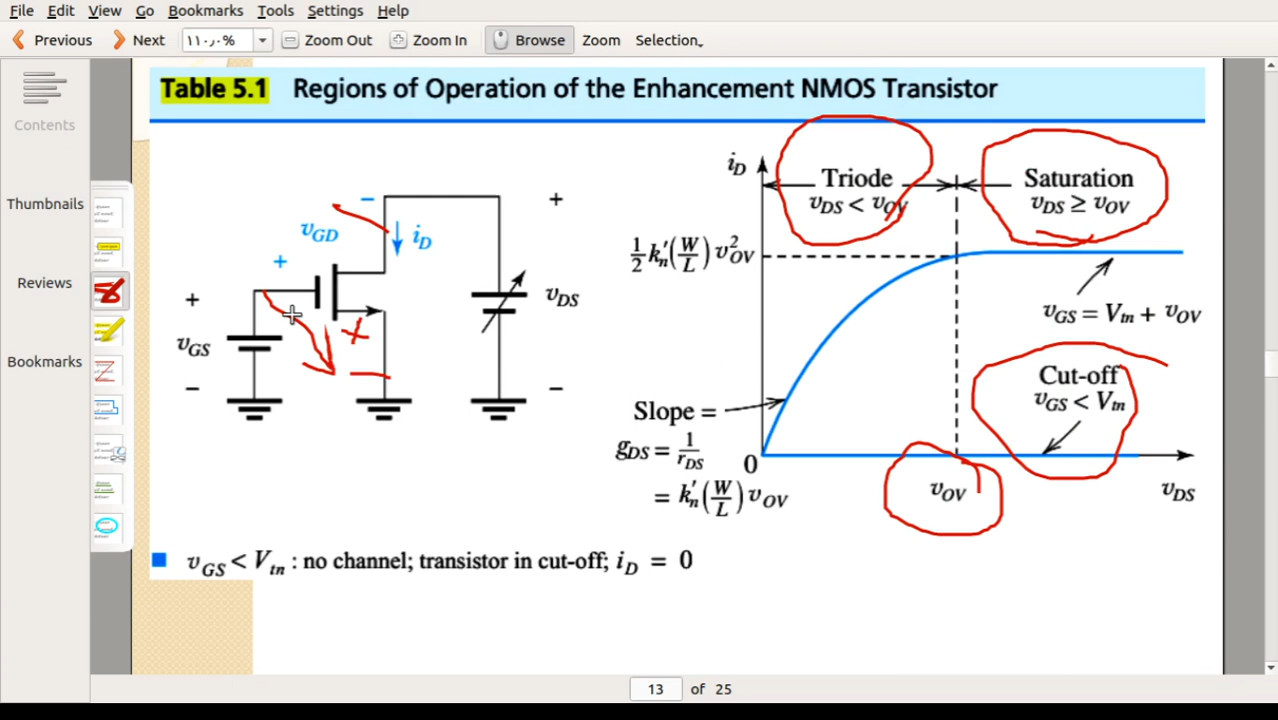 File Edit View Go Bookmarks Tools Settings Help
Previous Next ١١٠٫٠% Zoom Out Zoom In Browse Zoom Selection
Contents
Thumbnails
Reviews
Bookmarks
Table 5.1 Regions of Operation of the Enhancement NMOS Transistor
+
vGS
−
+
vGD
−
iD
+
vDS
−
iD
Triode
vDS < vOV
Saturation
vDS ≥ vOV
1/2 k′n(W/L) v²OV
vGS = Vtn + vOV
Cut-off
vGS < Vtn
Slope =
gDS = 1/rDS
= k′n(W/L) vOV
0
vOV
vDS
vGS < Vtn : no channel; transistor in cut-off; iD = 0
13 of 25